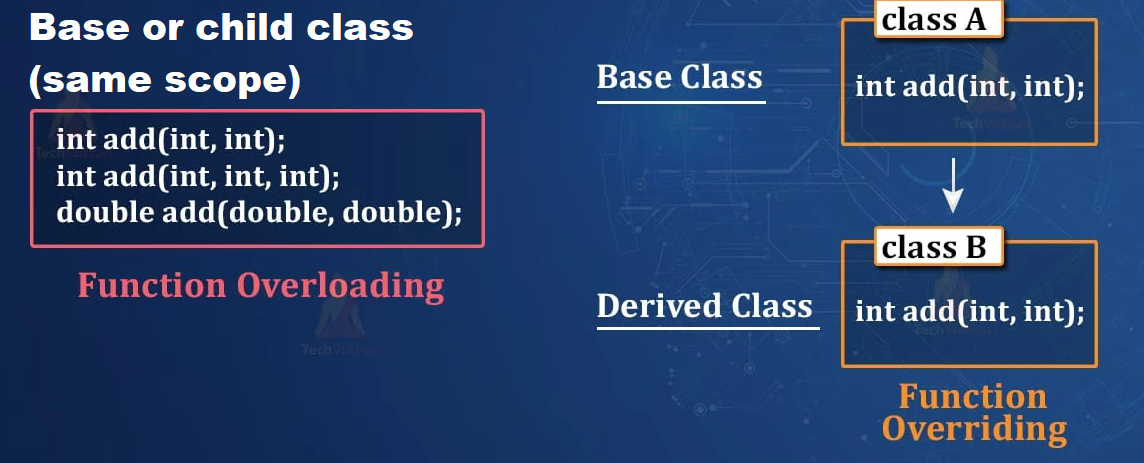 Base or child class
(same scope)
int add(int, int);
int add(int, int, int);
double add(double, double);
Function Overloading
Base Class
class A
int add(int, int);
Derived Class
class B
int add(int, int);
Function
Overriding
TechVidvan